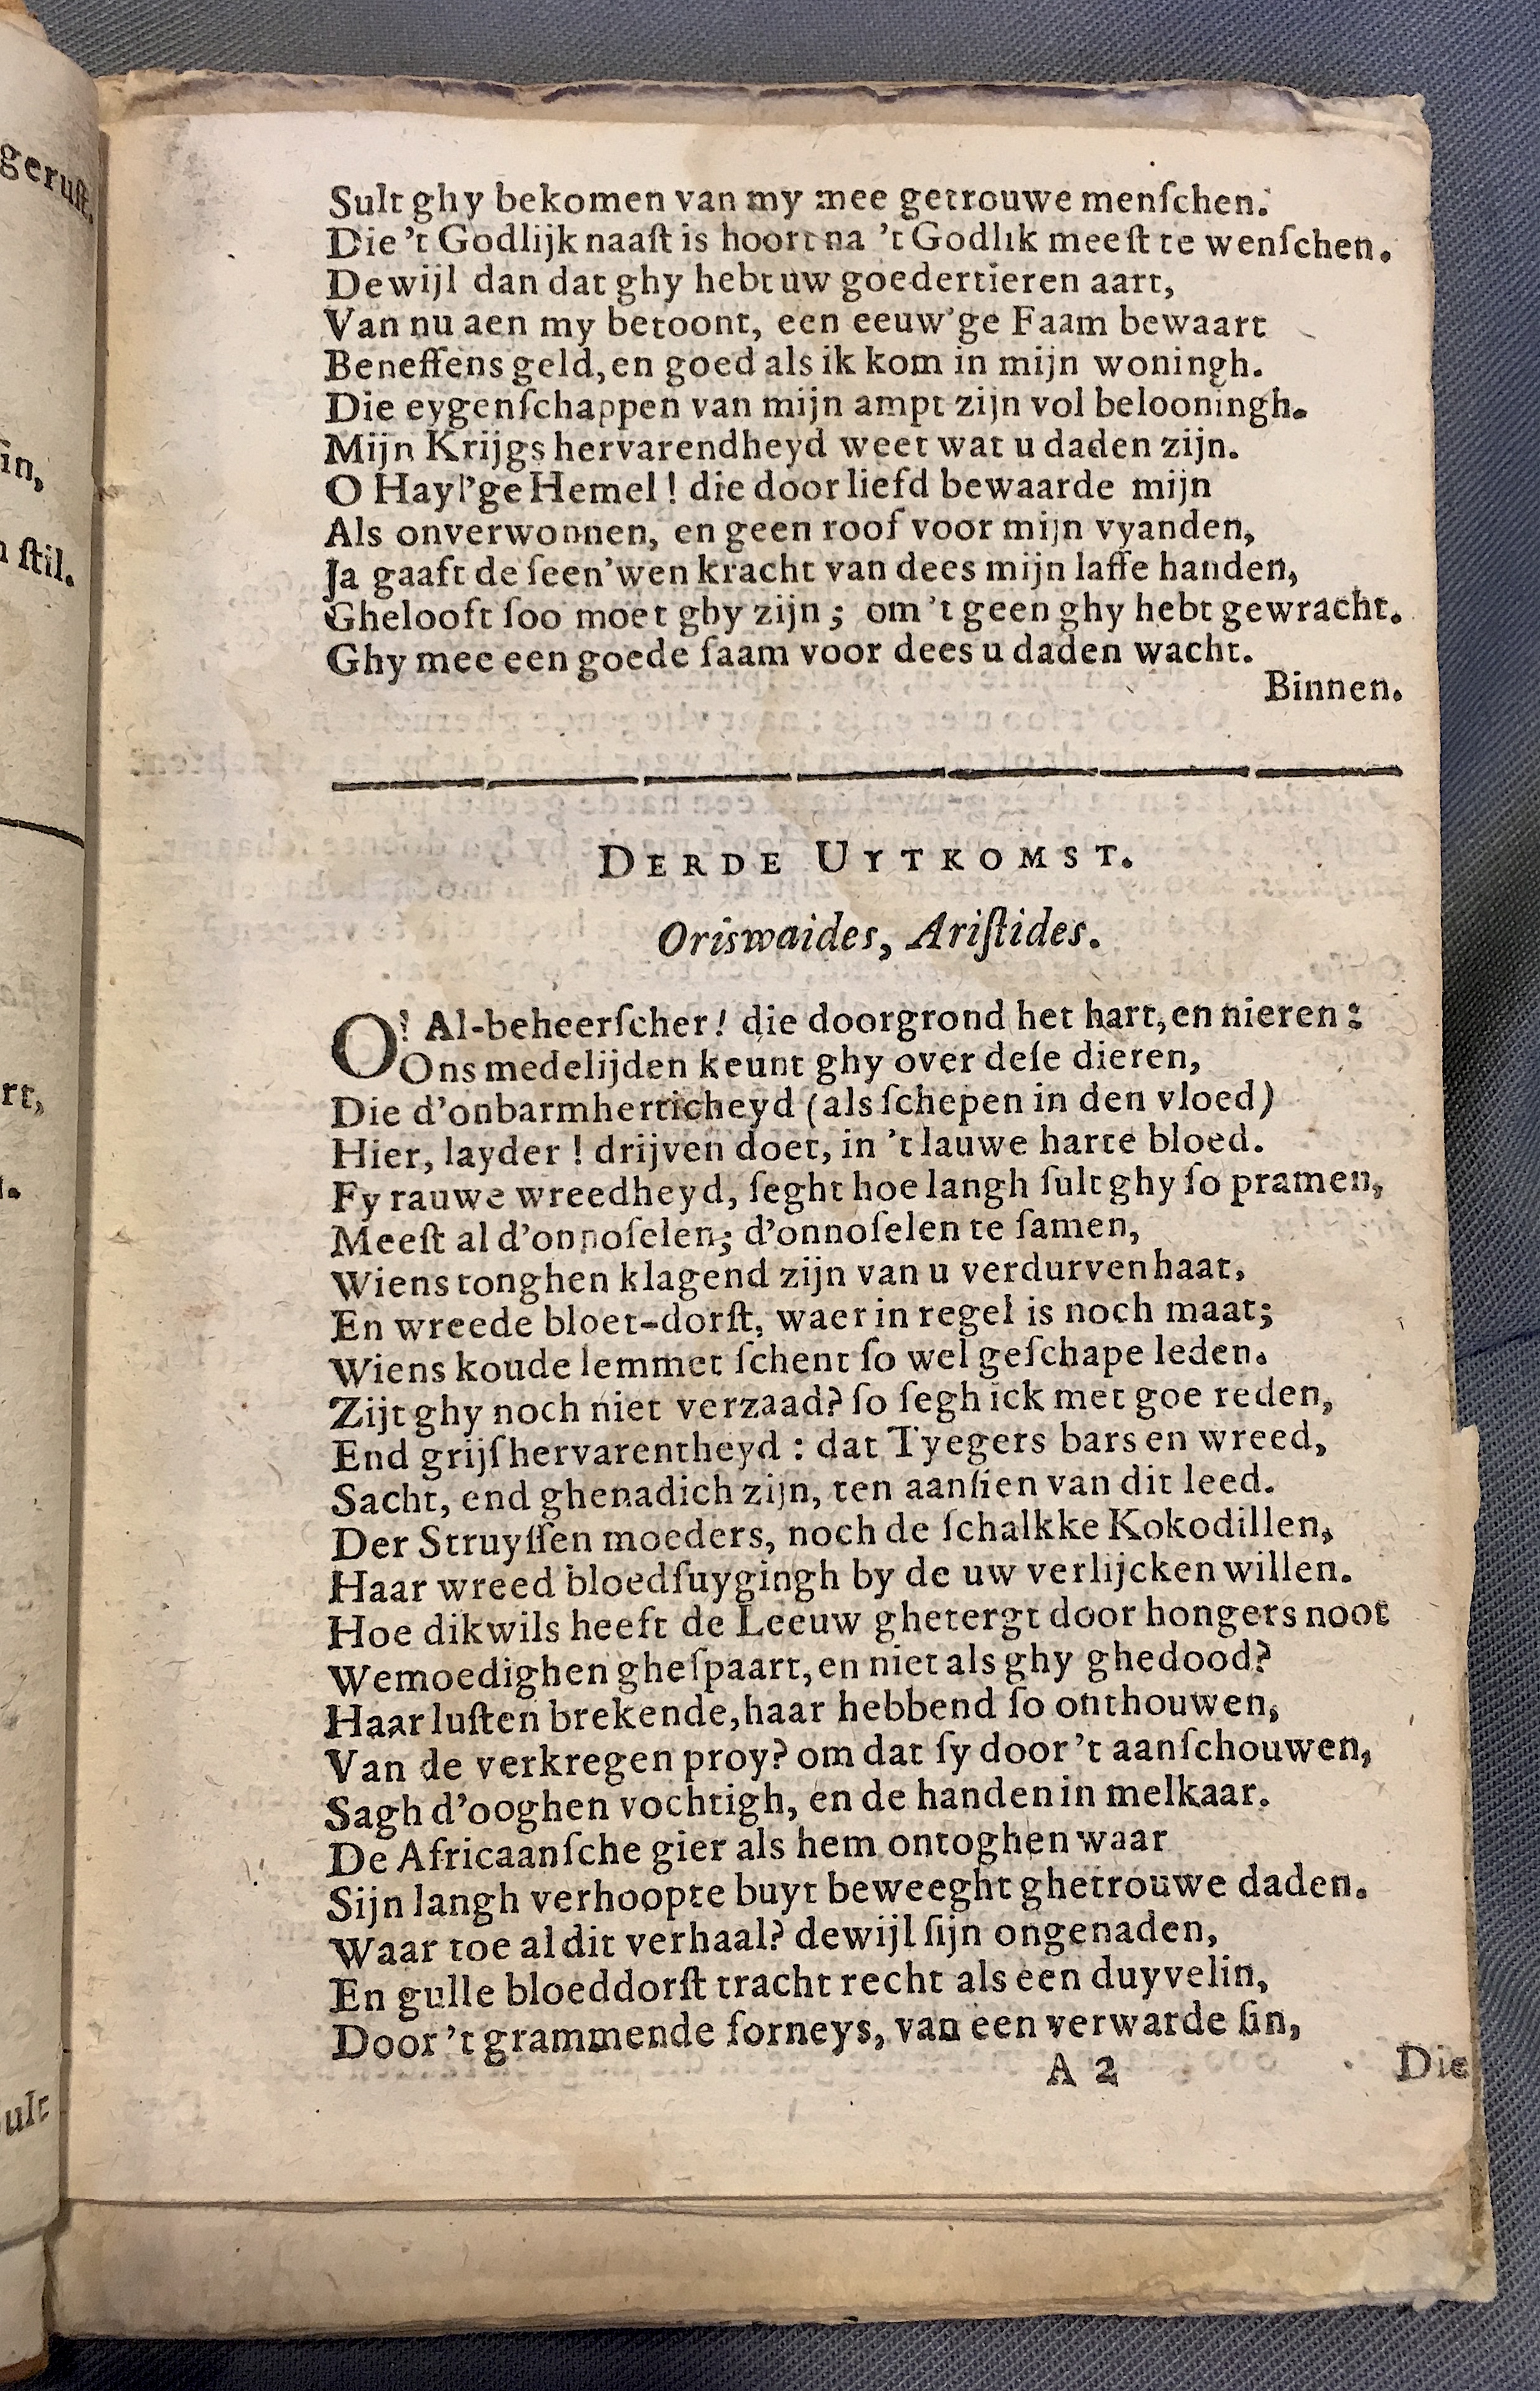 Sult ghy bekomen van my mee getrouwe menſchen.
Die 't Godlijk naaſt is hoort na 't Godlik meeſt te wenſchen.
Dewijl dan dat ghy hebt uw goedertieren aart,
Van nu aen my betoont, een eeuw'ge Faam bewaart
Beneffens geld, en goed als ik kom in mijn woningh.
Die eygenſchappen van mijn ampt zijn vol belooningh.
Mijn Krijgs hervarendheyd weet wat u daden zijn.
O Hayl'ge Hemel! die door liefd bewaarde mijn
Als onverwonnen, en geen roof voor mijn vyanden,
Ja gaaft de ſeen'wen kracht van dees mijn laffe handen,
Ghelooft ſoo moet ghy zijn; om 't geen ghy hebt gewracht.
Ghy mee een goede faam voor dees u daden wacht.
Binnen.
DERDE UYTKOMST.
Oriswaides, Ariſtides.
O! Al-beheerſcher! die doorgrond het hart, en nieren:
Ons medelijden keunt ghy over deſe dieren,
Die d'onbarmherticheyd (als ſchepen in den vloed)
Hier, layder! drijven doet, in 't lauwe harte bloed.
Fy rauwe wreedheyd, ſeght hoe langh ſult ghy ſo pramen,
Meeſt al d'onnoſelen; d'onnoſelen te ſamen,
Wiens tonghen klagend zijn van u verdurven haat,
En wreede bloet-dorſt, waer in regel is noch maat;
Wiens koude lemmet ſchent ſo wel geſchape leden.
Zijt ghy noch niet verzaad? ſo ſegh ick met goe reden,
End grijſ hervarentheyd: dat Tyegers bars en wreed,
Sacht, end ghenadich zijn, ten aanſien van dit leed.
Der Struyſſen moeders, noch de ſchalkke Kokodillen,
Haar wreed bloedſuygingh by de uw verlijcken willen.
Hoe dikwils heeft de Leeuw ghetergt door hongers noot
Wemoedighen gheſpaart, en niet als ghy ghedood?
Haar luſten brekende, haar hebbend ſo onthouwen,
Van de verkregen proy? om dat ſy door 't aanſchouwen,
Sagh d'ooghen vochtigh, en de handen in melkaar.
De Africaanſche gier als hem ontoghen waar
Sijn langh verhoopte buyt beweeght ghetrouwe daden.
Waar toe al dit verhaal? dewijl ſijn ongenaden,
En gulle bloeddorſt tracht recht als een duyvelin,
Door 't grammende forneys, van een verwarde ſin,
A 2
Die
geruſt.
in,
ſtil.
rt,
ult